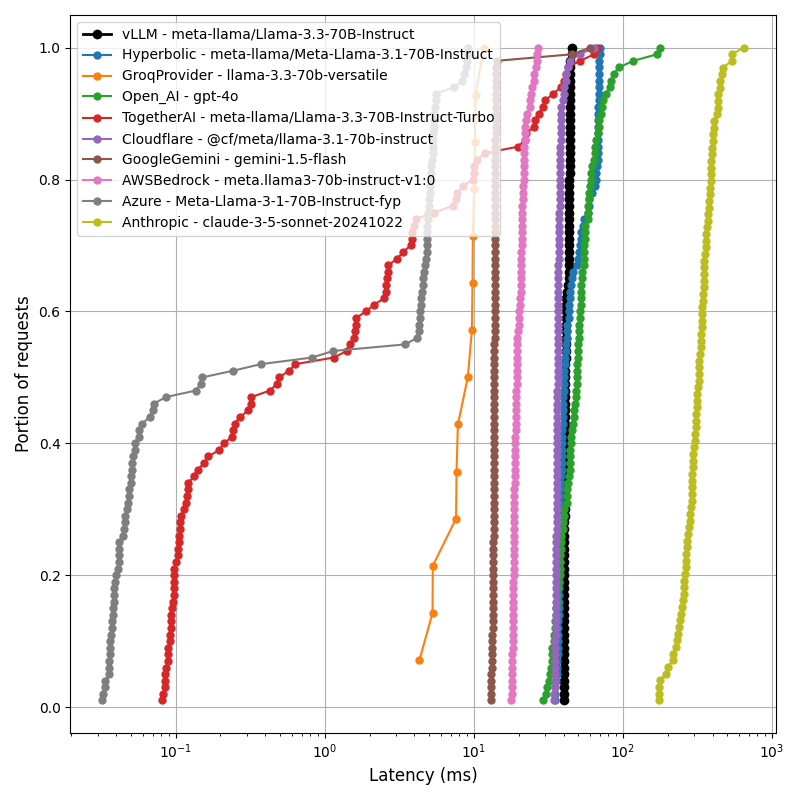 vLLM - meta-llama/Llama-3.3-70B-Instruct
Hyperbolic - meta-llama/Meta-Llama-3.1-70B-Instruct
GroqProvider - llama-3.3-70b-versatile
Open_AI - gpt-4o
TogetherAI - meta-llama/Llama-3.3-70B-Instruct-Turbo
Cloudflare - @cf/meta/llama-3.1-70b-instruct
GoogleGemini - gemini-1.5-flash
AWSBedrock - meta.llama3-70b-instruct-v1:0
Azure - Meta-Llama-3-1-70B-Instruct-fyp
Anthropic - claude-3-5-sonnet-20241022
Portion of requests
1.0
0.8
0.6
0.4
0.2
0.0
10⁻¹ 10⁰ 10¹ 10² 10³
Latency (ms)